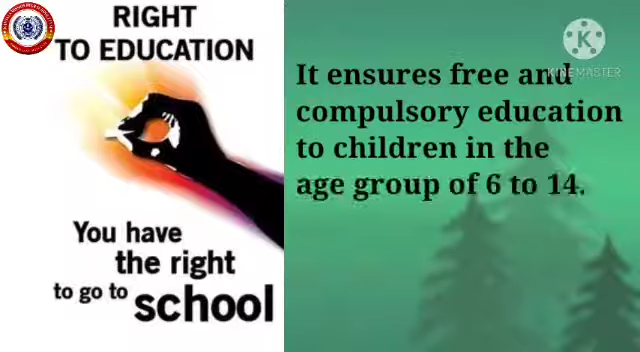 RIGHT
TO EDUCATION
You have
the right
to go to school
It ensures free and
compulsory education
to children in the
age group of 6 to 14.
KINEMASTER